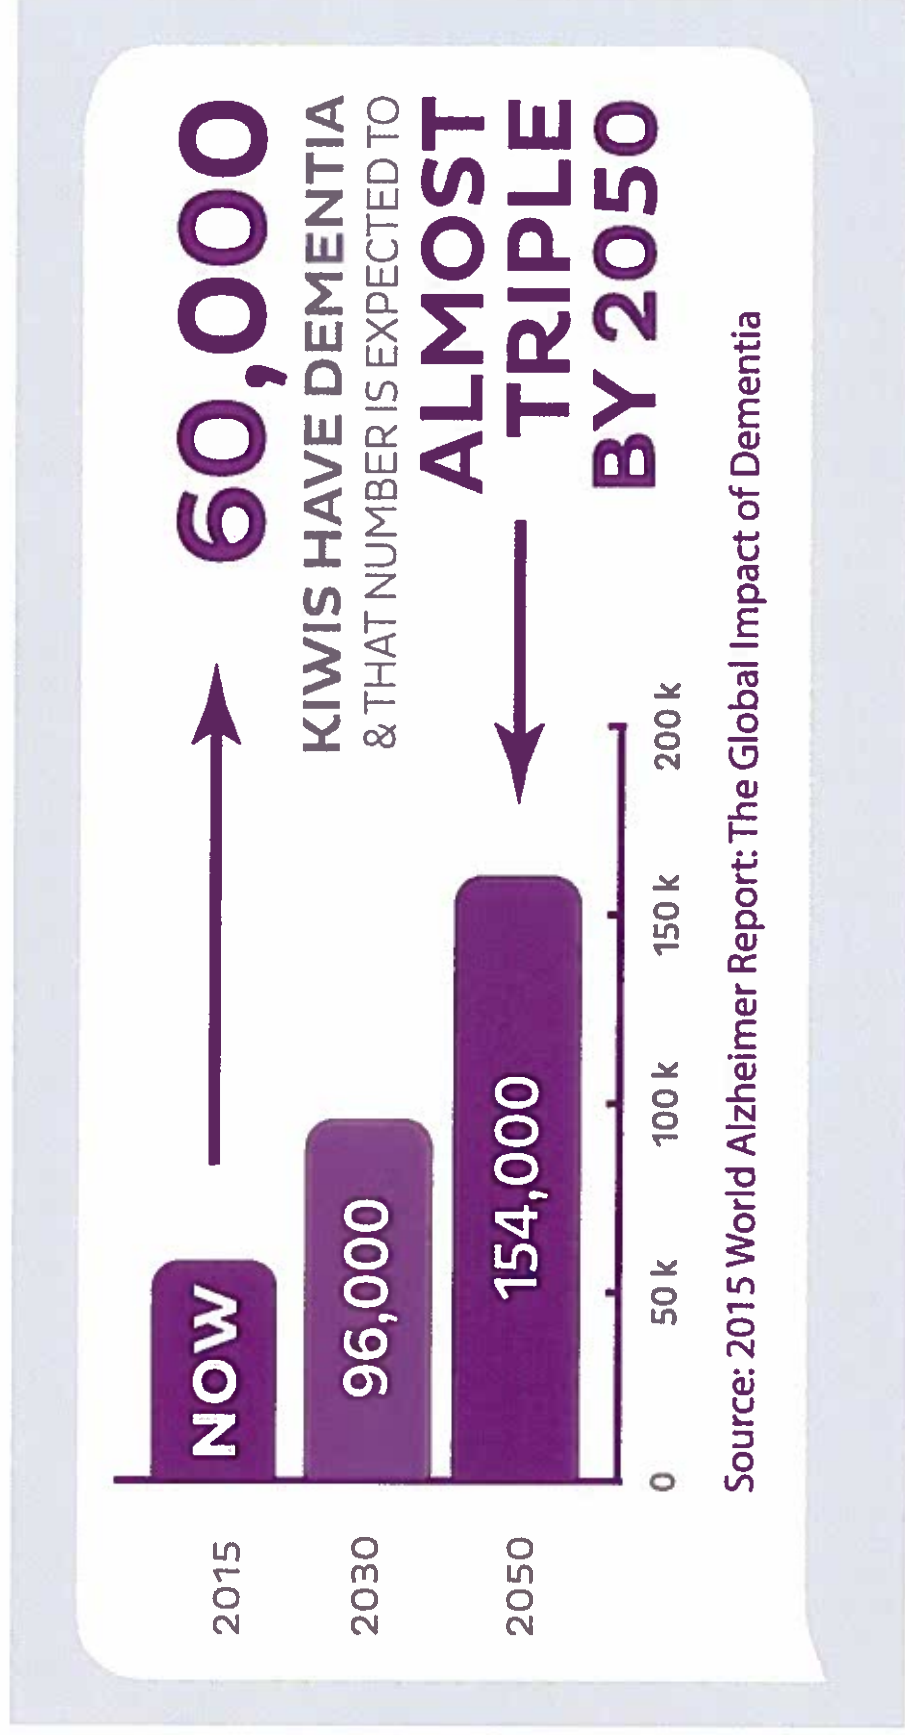 60,000
KIWIS HAVE DEMENTIA
& THAT NUMBER IS EXPECTED TO
ALMOST
TRIPLE
BY 2050
2015
NOW
2030
96,000
2050
154,000
0
50 k
100 k
150 k
200 k
Source: 2015 World Alzheimer Report: The Global Impact of Dementia